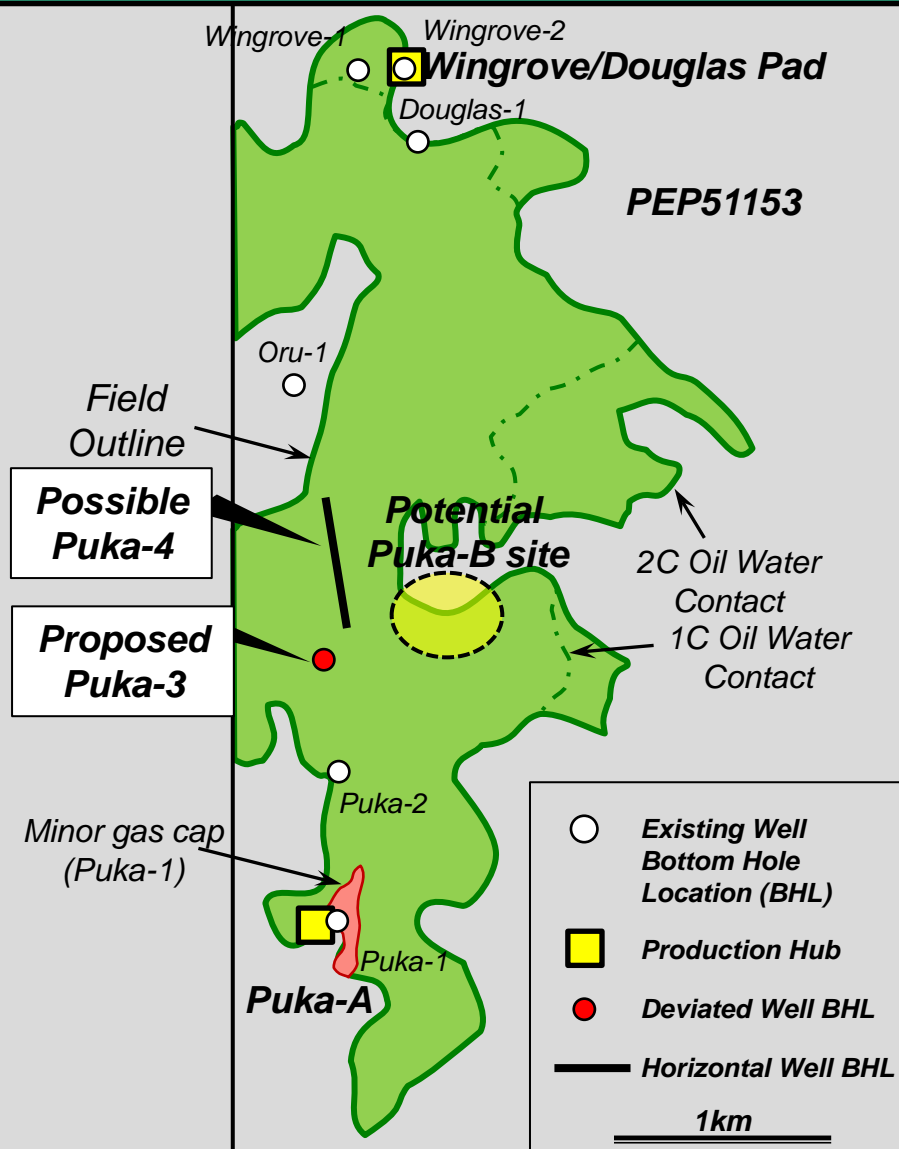 Wingrove-2
Wingrove-1
Wingrove/Douglas Pad
Douglas-1
PEP51153
Oru-1
Field
Outline
Possible
Puka-4
Potential
Puka-B site
2C Oil Water
Contact
1C Oil Water
Contact
Proposed
Puka-3
Puka-2
Minor gas cap
(Puka-1)
Puka-1
Puka-A
Existing Well
Bottom Hole
Location (BHL)
Production Hub
Deviated Well BHL
Horizontal Well BHL
1km